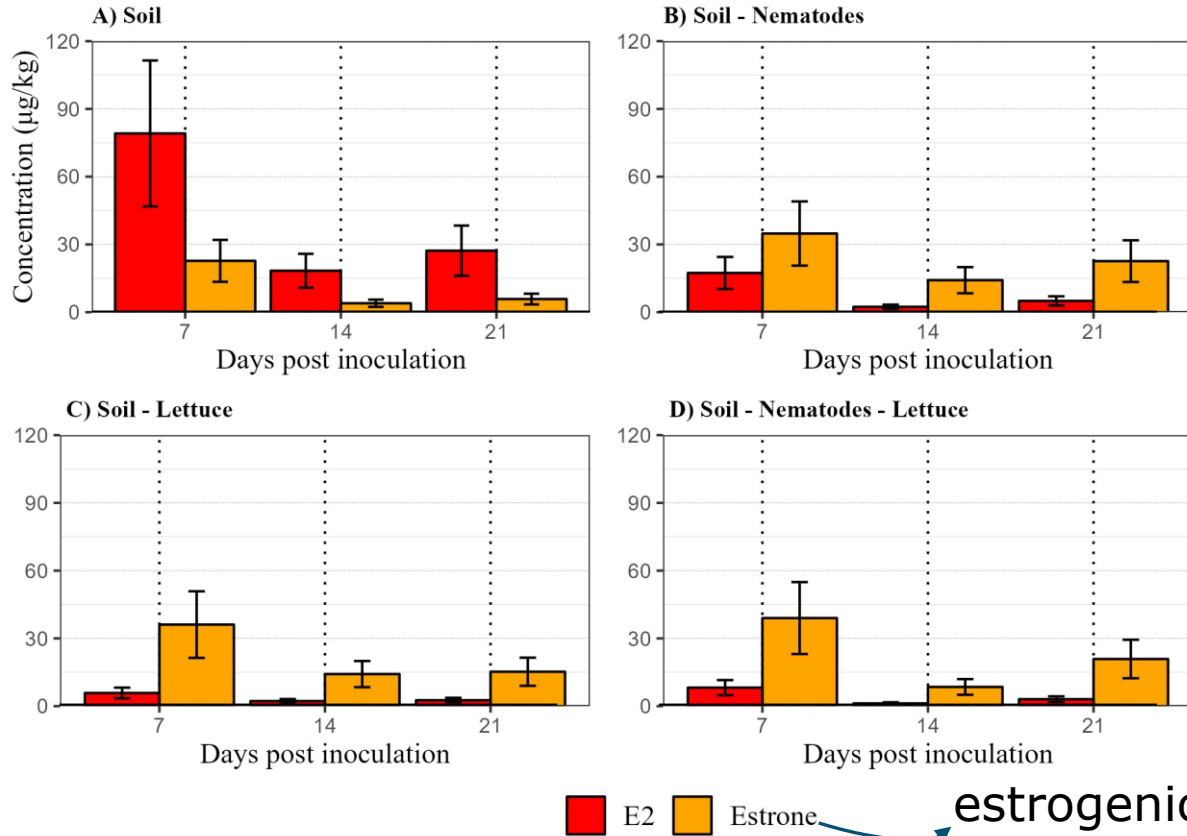 A) Soil
B) Soil - Nematodes
Concentration (µg/kg)
120
90
60
30
0
7 14 21
Days post inoculation
120
90
60
30
0
7 14 21
Days post inoculation
C) Soil - Lettuce
D) Soil - Nematodes - Lettuce
120
90
60
30
0
7 14 21
Days post inoculation
120
90
60
30
0
7 14 21
Days post inoculation
E2 Estrone
estrogenic